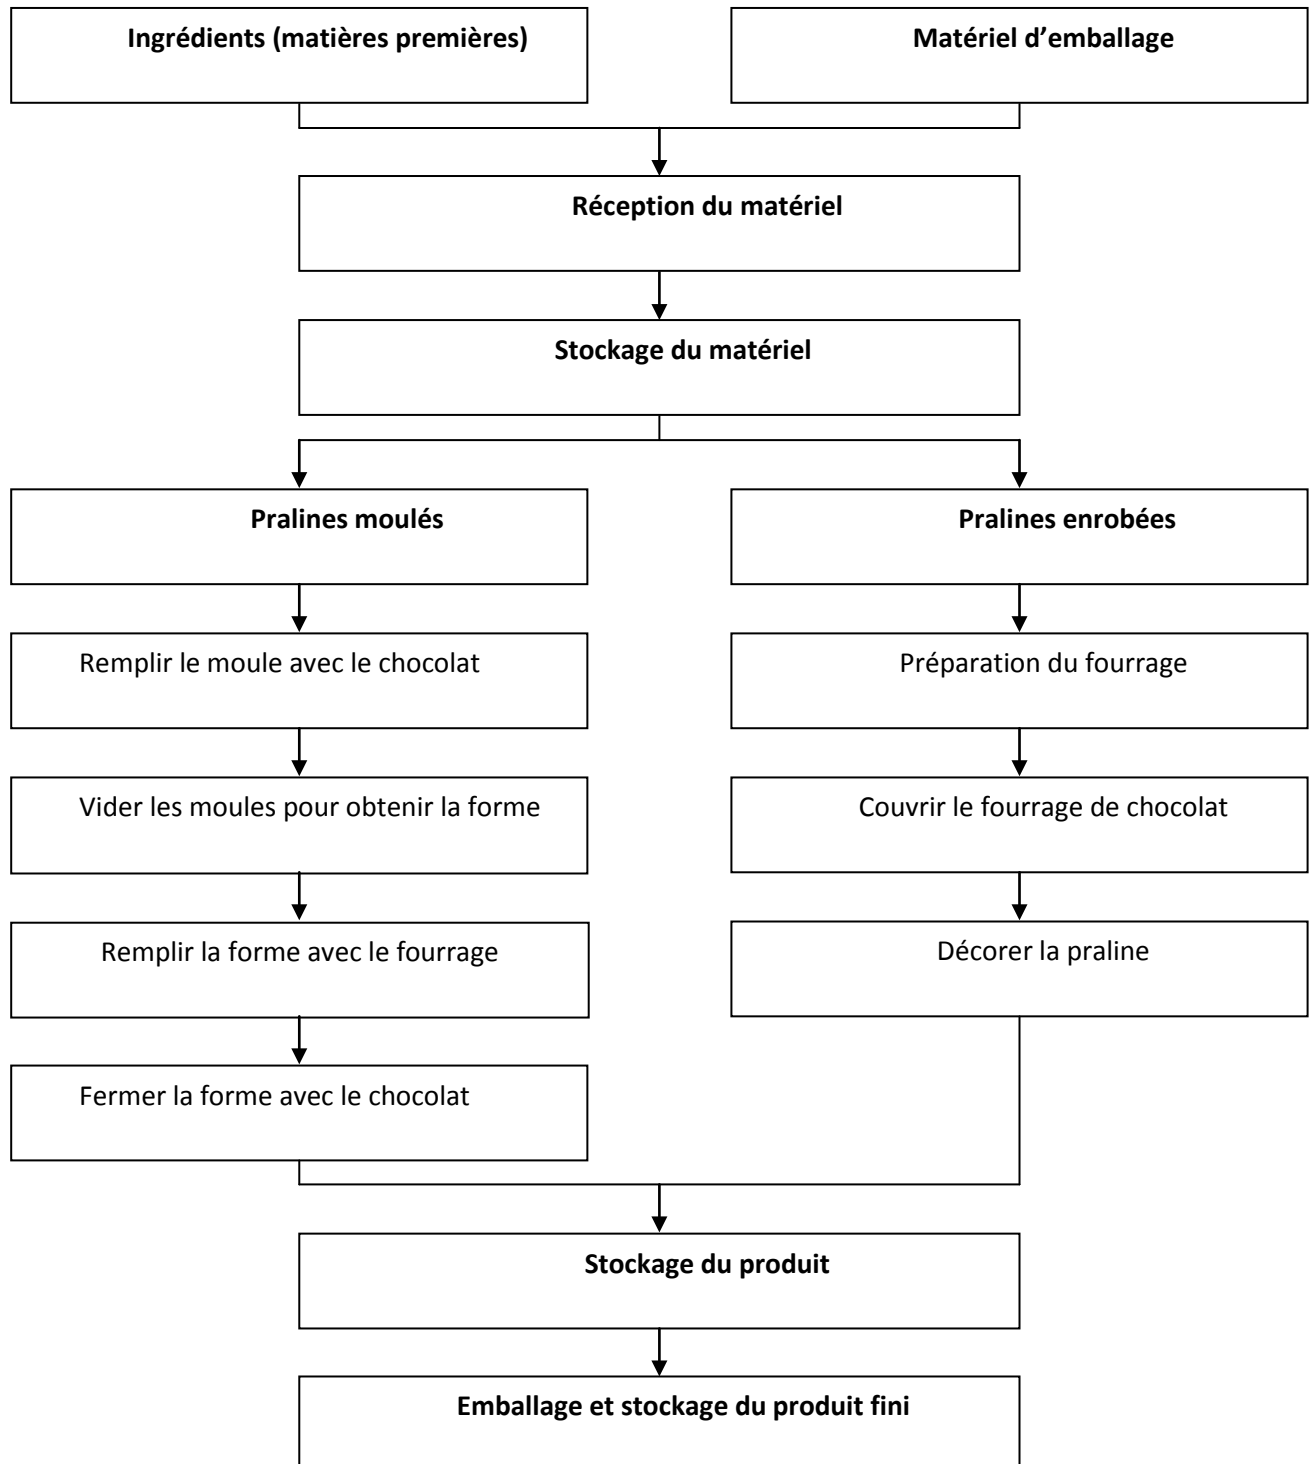 Ingrédients (matières premières)
Matériel d’emballage
Réception du matériel
Stockage du matériel
Pralines moulés
Pralines enrobées
Remplir le moule avec le chocolat
Préparation du fourrage
Vider les moules pour obtenir la forme
Couvrir le fourrage de chocolat
Remplir la forme avec le fourrage
Décorer la praline
Fermer la forme avec le chocolat
Stockage du produit
Emballage et stockage du produit fini